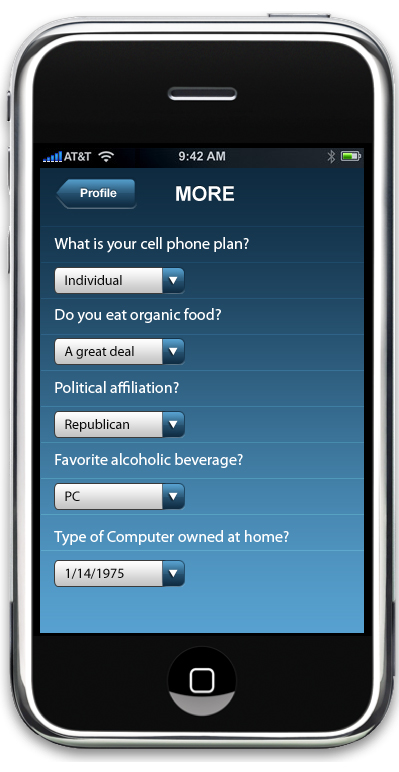 AT&T 9:42 AM
Profile MORE
What is your cell phone plan?
Individual
Do you eat organic food?
A great deal
Political affiliation?
Republican
Favorite alcoholic beverage?
PC
Type of Computer owned at home?
1/14/1975